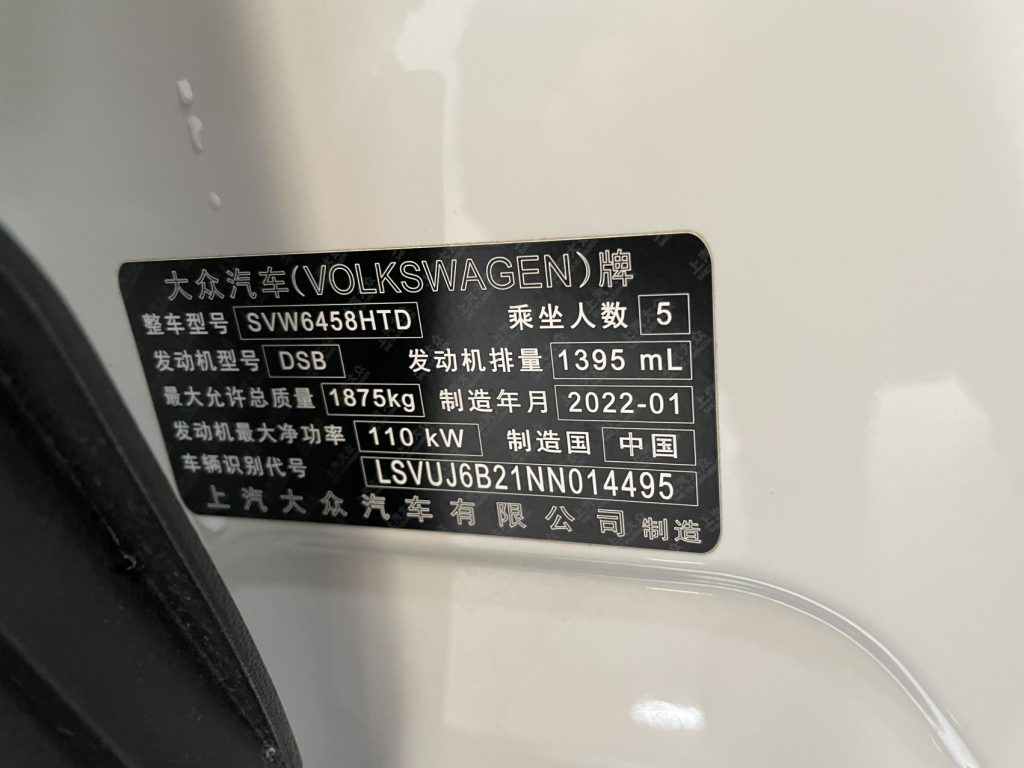 大众汽车(VOLKSWAGEN)牌
整车型号 SVW6458HTD 乘坐人数 5
发动机型号 DSB 发动机排量 1395 mL
最大允许总质量 1875kg 制造年月 2022-01
发动机最大净功率 110 kW 制造国 中国
车辆识别代号 LSVUJ6B21NN014495
上汽大众汽车有限公司 制造